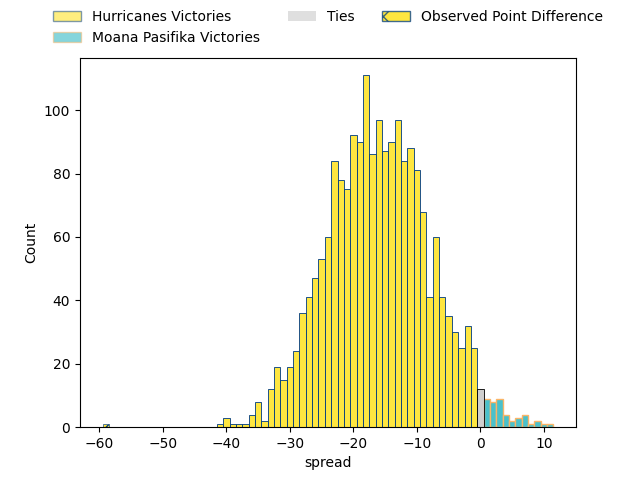 Hurricanes Victories
Moana Pasifika Victories
Ties
Observed Point Difference
Count
100
80
60
40
20
0
−60
−50
−40
−30
−20
−10
0
10
spread